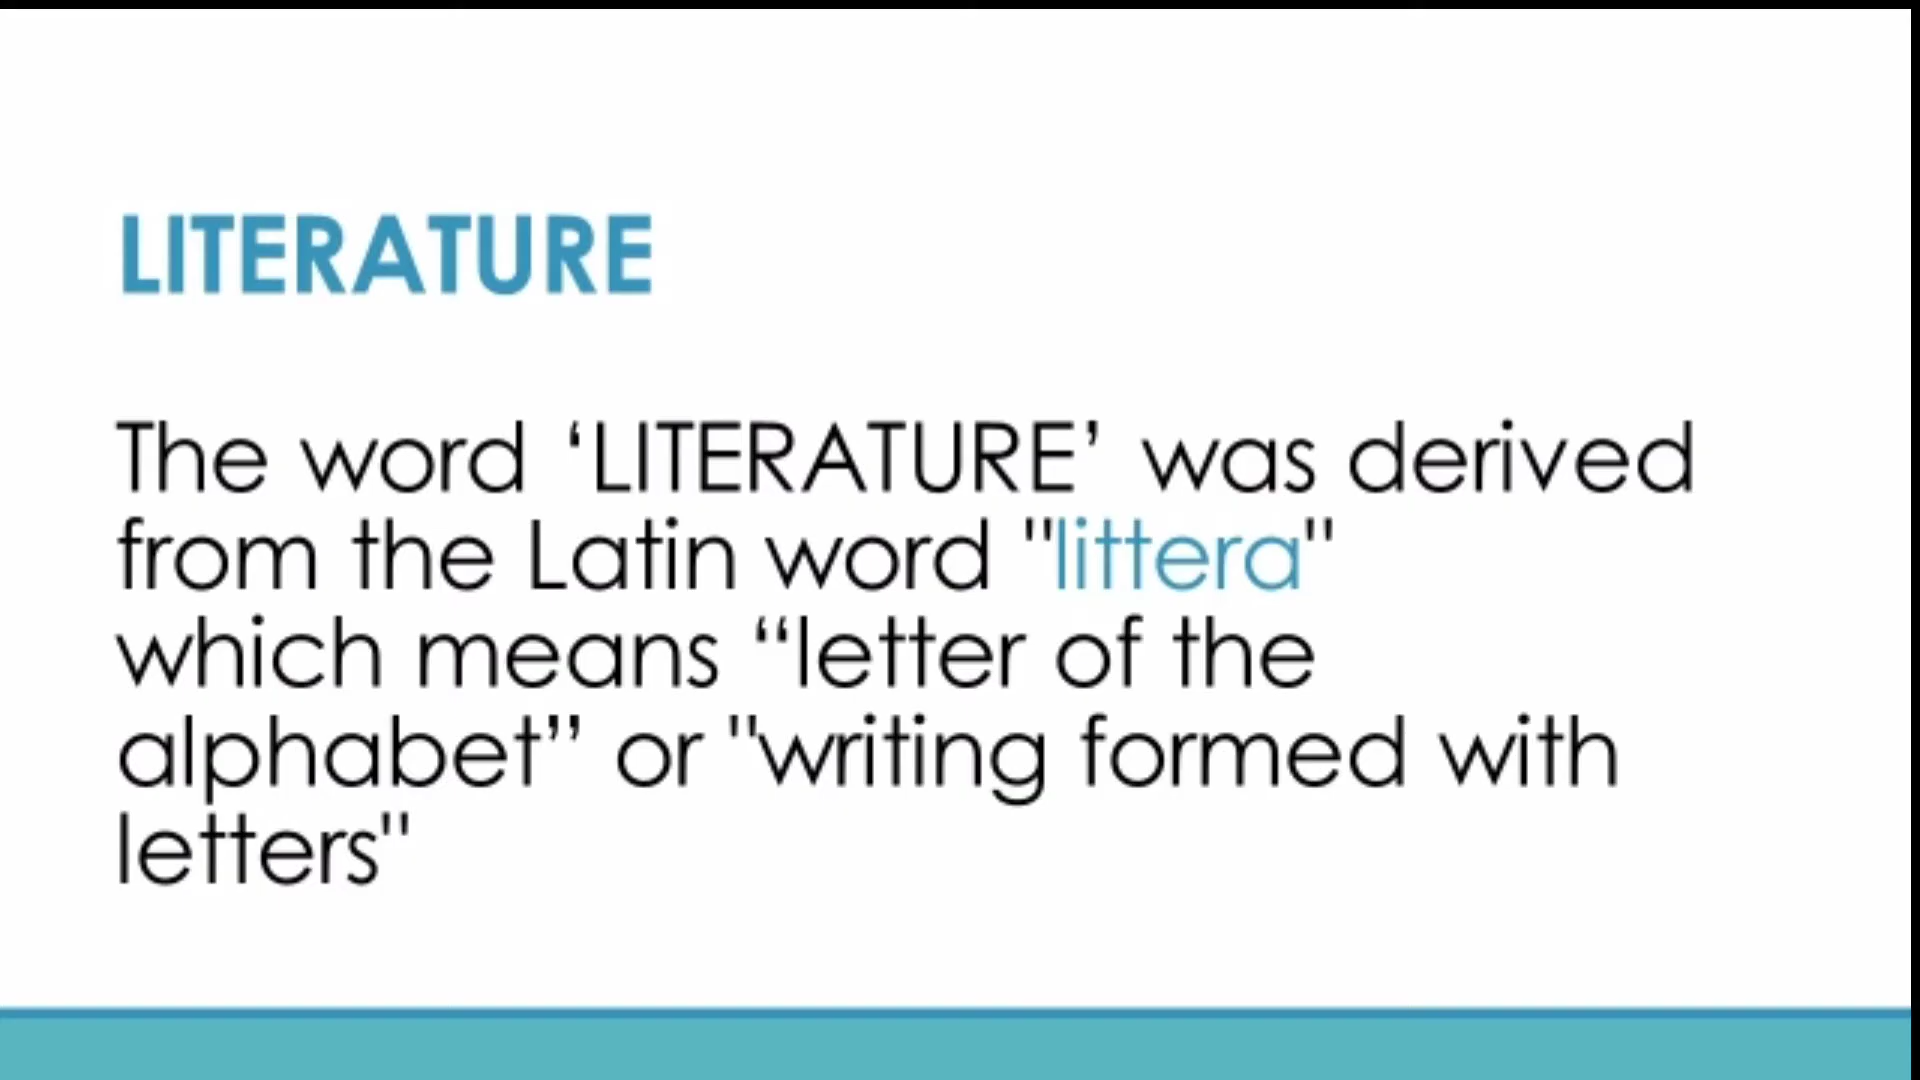 LITERATURE
The word ‘LITERATURE’ was derived
from the Latin word "littera"
which means “letter of the
alphabet” or "writing formed with
letters"